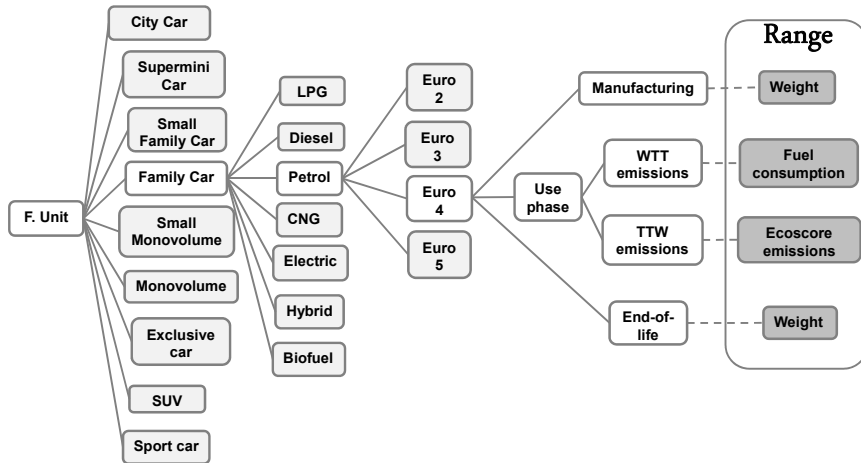 Range
City Car
Supermini
Car
Small
Family Car
Family Car
F. Unit
Small
Monovolume
Monovolume
Exclusive
car
SUV
Sport car
LPG
Diesel
Petrol
CNG
Electric
Hybrid
Biofuel
Euro
2
Euro
3
Euro
4
Euro
5
Manufacturing
Use
phase
WTT
emissions
TTW
emissions
End-of-
life
Weight
Fuel
consumption
Ecoscore
emissions
Weight